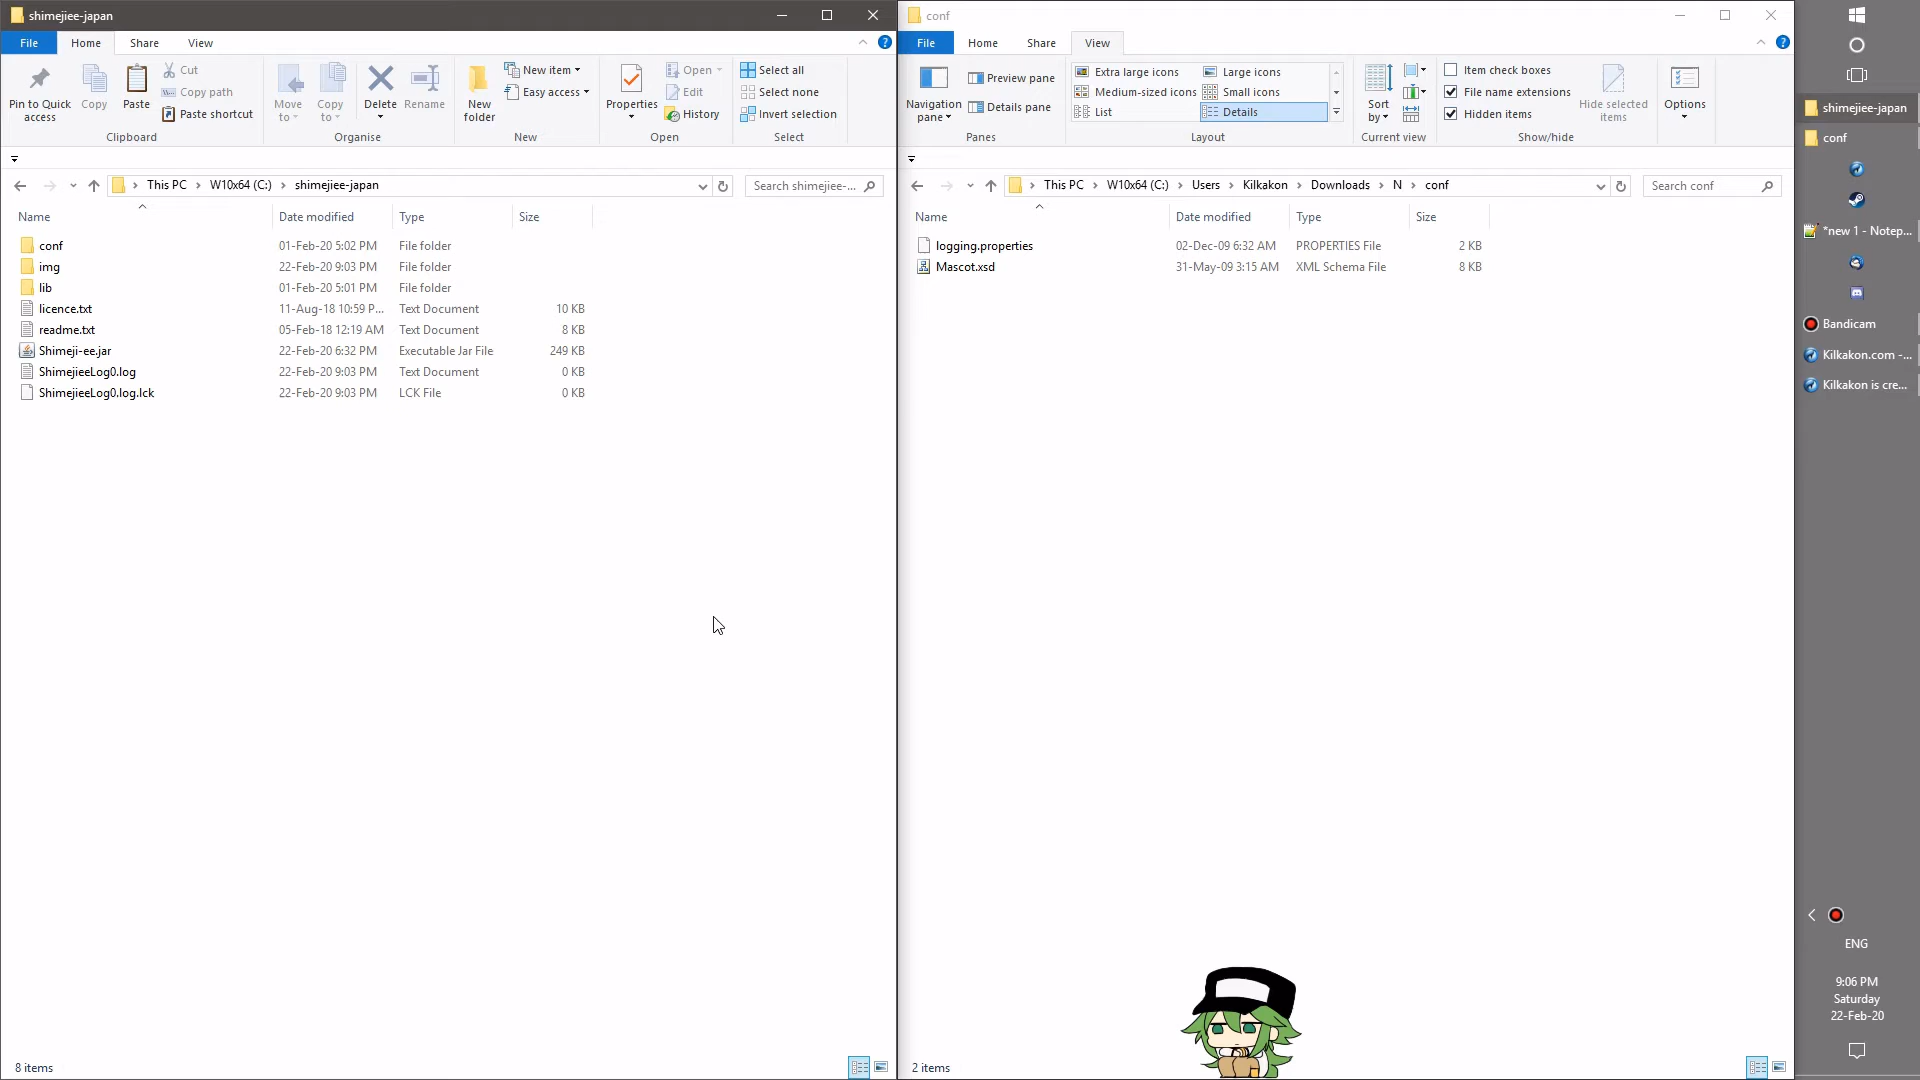 shimejiee-japan
File Home Share View
Pin to Quick access
Copy
Paste
Cut
Copy path
Paste shortcut
Clipboard
Move to
Copy to
Delete
Rename
Organise
New folder
New item
Easy access
New
Properties
Open
Edit
History
Open
Select all
Select none
Invert selection
Select
This PC W10x64 (C:) shimejiee-japan
Search shimejiee-...
Name Date modified Type Size
conf 01-Feb-20 5:02 PM File folder
img 22-Feb-20 9:03 PM File folder
lib 01-Feb-20 5:01 PM File folder
licence.txt 11-Aug-18 10:59 P... Text Document 10 KB
readme.txt 05-Feb-18 12:19 AM Text Document 8 KB
Shimeji-ee.jar 22-Feb-20 6:32 PM Executable Jar File 249 KB
ShimejieeLog0.log 22-Feb-20 9:03 PM Text Document 0 KB
ShimejieeLog0.log.lck 22-Feb-20 9:03 PM LCK File 0 KB
8 items
conf
File Home Share View
Navigation pane
Preview pane
Details pane
Panes
Extra large icons Large icons
Medium-sized icons Small icons
List Details
Layout
Sort by
Current view
Item check boxes
File name extensions
Hidden items
Hide selected items
Show/hide
Options
This PC W10x64 (C:) Users Kilkakon Downloads N conf
Search conf
Name Date modified Type Size
logging.properties 02-Dec-09 6:32 AM PROPERTIES File 2 KB
Mascot.xsd 31-May-09 3:15 AM XML Schema File 8 KB
2 items
shimejiee-japan
conf
*new 1 - Notep...
Bandicam
Kilkakon.com -...
Kilkakon is cre...
ENG
9:06 PM
Saturday
22-Feb-20